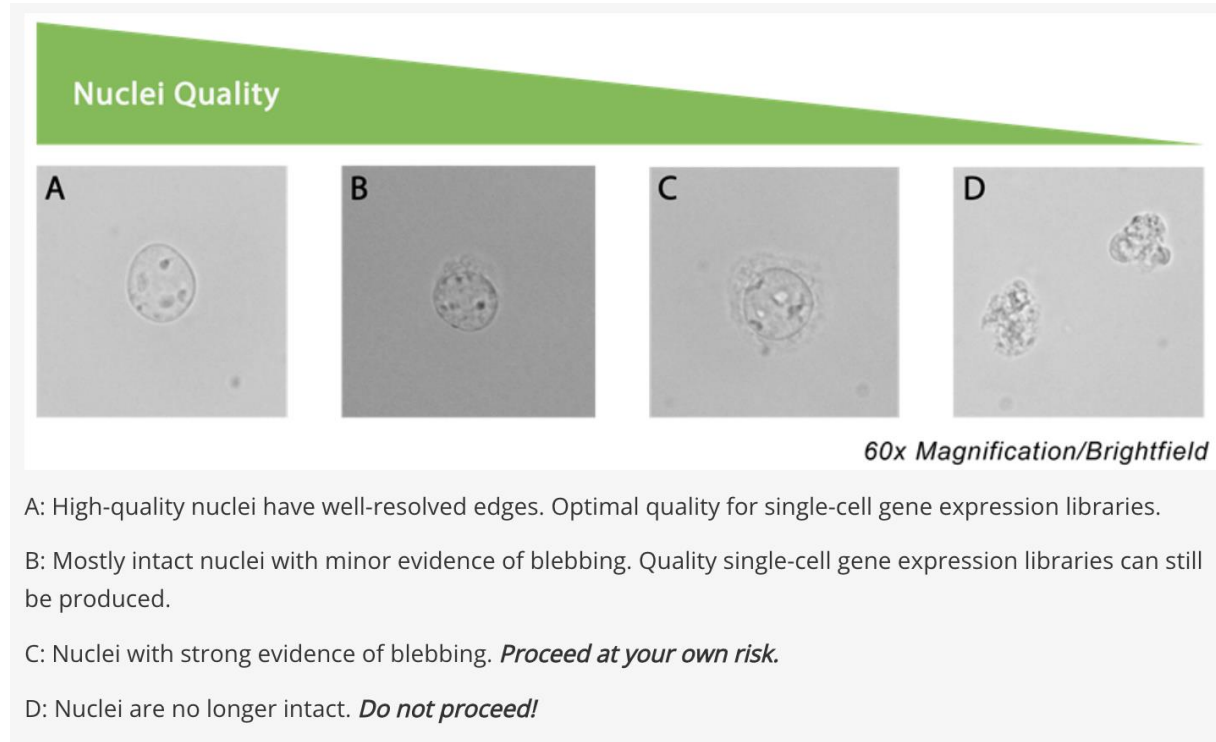 Nuclei Quality
A
B
C
D
60x Magnification/Brightfield
A: High-quality nuclei have well-resolved edges. Optimal quality for single-cell gene expression libraries.
B: Mostly intact nuclei with minor evidence of blebbing. Quality single-cell gene expression libraries can still
be produced.
C: Nuclei with strong evidence of blebbing. Proceed at your own risk.
D: Nuclei are no longer intact. Do not proceed!